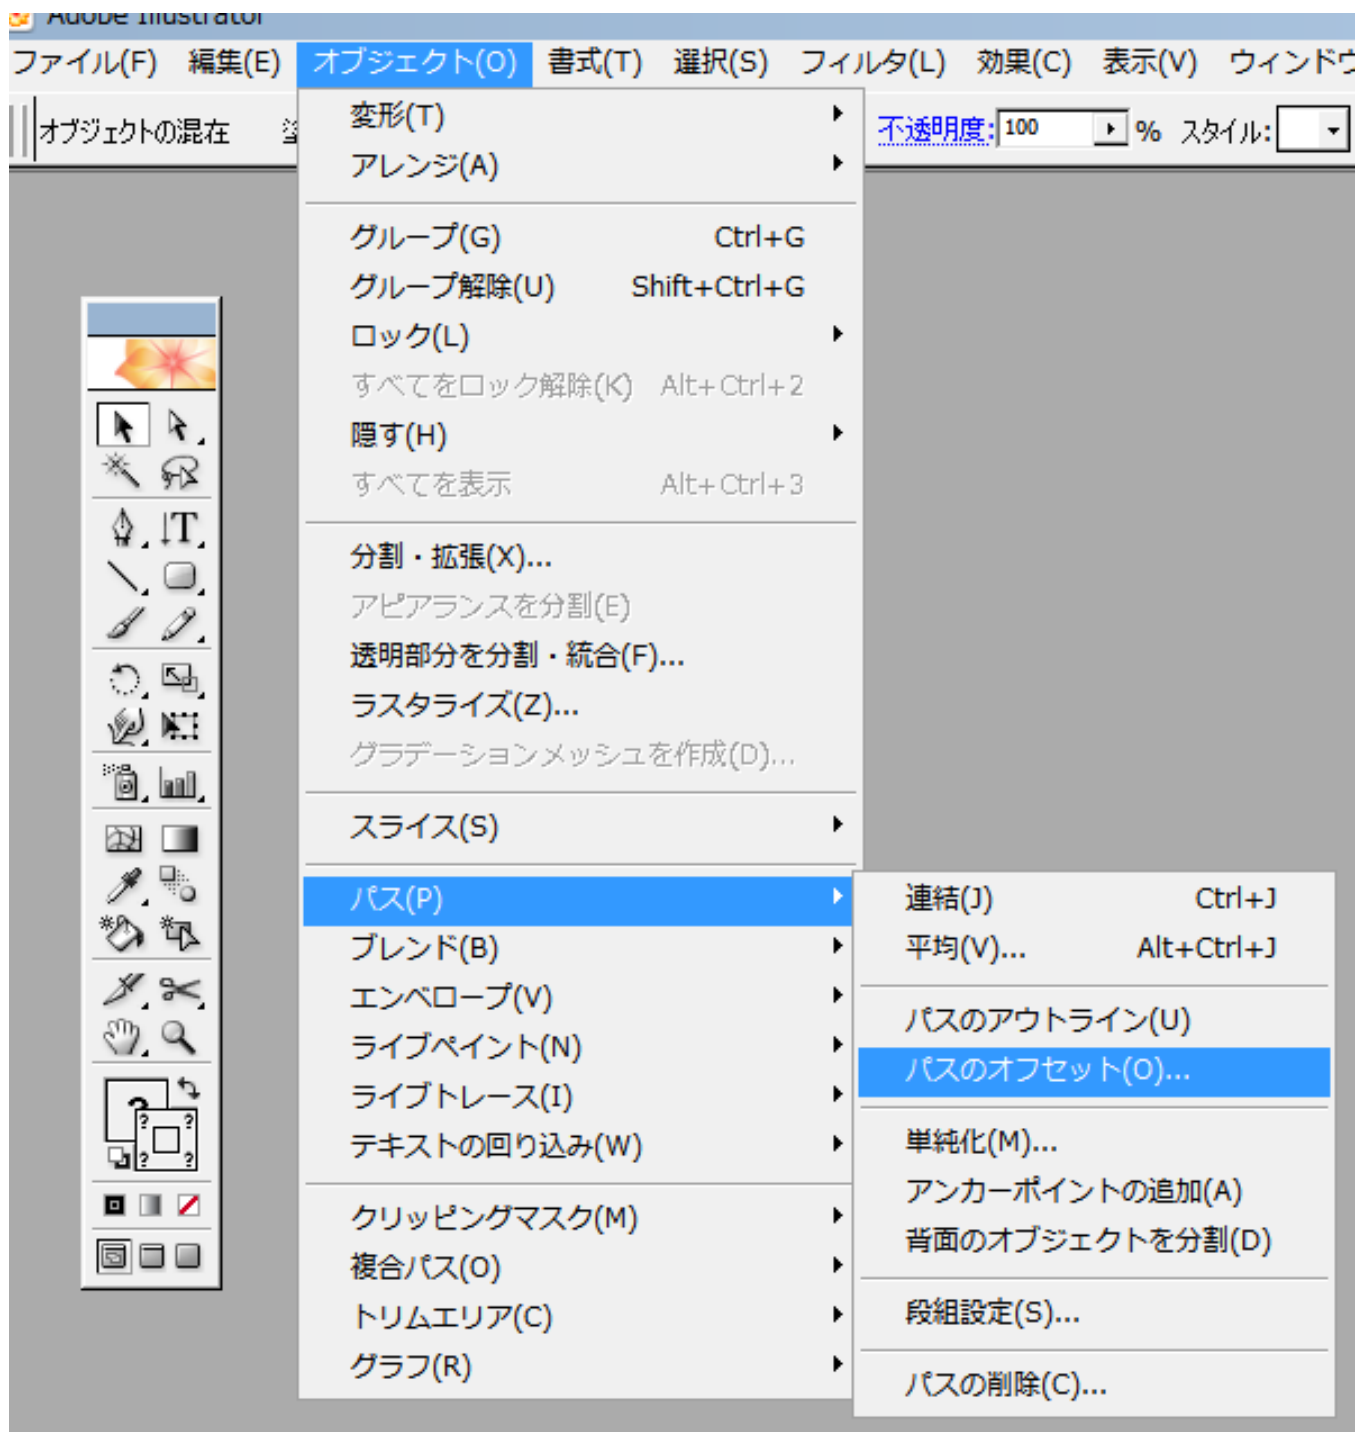 Adobe Illustrator
ファイル(F) 編集(E) オブジェクト(O) 書式(T) 選択(S) フィルタ(L) 効果(C) 表示(V) ウィンドウ
オブジェクトの混在 不透明度: 100 % スタイル:
変形(T)
アレンジ(A)
グループ(G) Ctrl+G
グループ解除(U) Shift+Ctrl+G
ロック(L)
すべてをロック解除(K) Alt+Ctrl+2
隠す(H)
すべてを表示 Alt+Ctrl+3
分割・拡張(X)...
アピアランスを分割(E)
透明部分を分割・統合(F)...
ラスタライズ(Z)...
グラデーションメッシュを作成(D)...
スライス(S)
パス(P)
ブレンド(B)
エンベロープ(V)
ライブペイント(N)
ライブトレース(I)
テキストの回り込み(W)
クリッピングマスク(M)
複合パス(O)
トリムエリア(C)
グラフ(R)
連結(J) Ctrl+J
平均(V)... Alt+Ctrl+J
パスのアウトライン(U)
パスのオフセット(O)...
単純化(M)...
アンカーポイントの追加(A)
背面のオブジェクトを分割(D)
段組設定(S)...
パスの削除(C)...